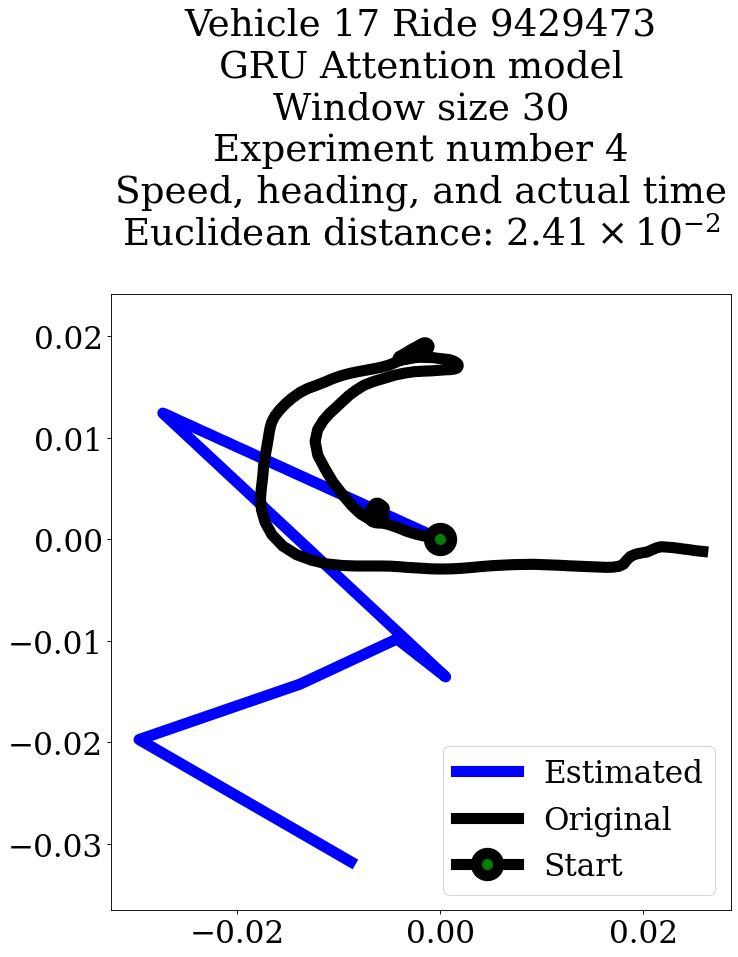 Vehicle 17 Ride 9429473
GRU Attention model
Window size 30
Experiment number 4
Speed, heading, and actual time
Euclidean distance: 2.41 × 10⁻²
0.02
0.01
0.00
−0.01
−0.02
−0.03
Estimated
Original
Start
−0.02 0.00 0.02